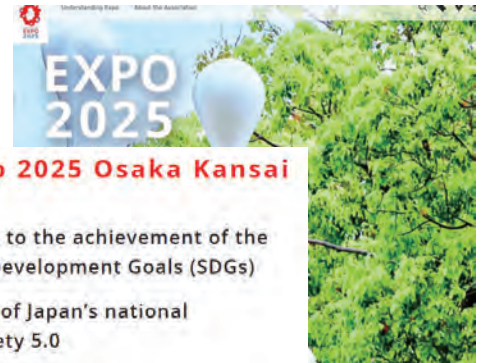 Understanding Expo About the Association
EXPO
2025
EXPO
2025
2025 Osaka Kansai
to the achievement of the
evelopment Goals (SDGs)
of Japan's national
ety 5.0